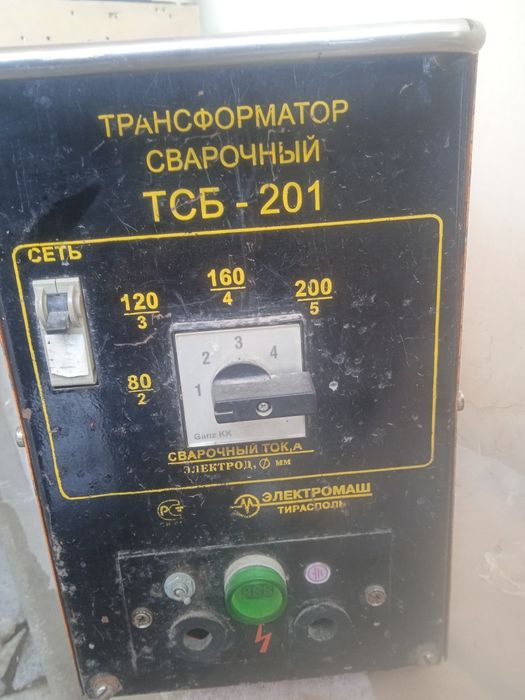 ТРАНСФОРМАТОР
СВАРОЧНЫЙ
ТСБ - 201
СЕТЬ
80
2
120
3
160
4
200
5
1 2 3 4
Ganz KK
СВАРОЧНЫЙ ТОК, А
ЭЛЕКТРОД, Ø мм
РСТ
ЭЛЕКТРОМАШ
ТИРАСПОЛЬ